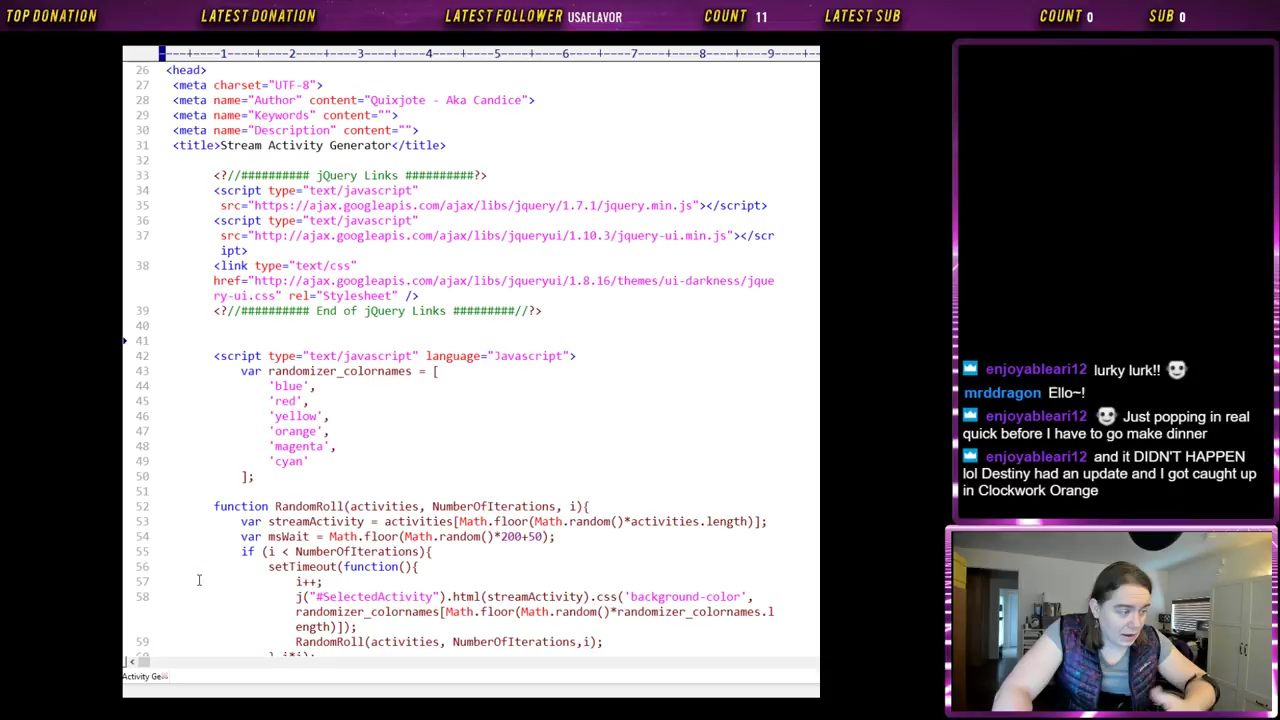 TOP DONATION
LATEST DONATION
LATEST FOLLOWER USAFLAVOR
COUNT 11
LATEST SUB
COUNT 0
SUB 0
----+----1----+----2----+----3----+----4----+----5----+----6----+----7----+----8----+----9----+--
26 <head>
27 <meta charset="UTF-8">
28 <meta name="Author" content="Quixjote - Aka Candice">
29 <meta name="Keywords" content="">
30 <meta name="Description" content="">
31 <title>Stream Activity Generator</title>
32
33 <?//########## jQuery Links ##########?>
34 <script type="text/javascript"
35 src="https://ajax.googleapis.com/ajax/libs/jquery/1.7.1/jquery.min.js"></script>
36 <script type="text/javascript"
37 src="http://ajax.googleapis.com/ajax/libs/jqueryui/1.10.3/jquery-ui.min.js"></scr
ipt>
38 <link type="text/css"
href="http://ajax.googleapis.com/ajax/libs/jqueryui/1.8.16/themes/ui-darkness/jque
ry-ui.css" rel="Stylesheet" />
39 <?//########## End of jQuery Links #########//?>
40
41
42 <script type="text/javascript" language="Javascript">
43 var randomizer_colornames = [
44 'blue',
45 'red',
46 'yellow',
47 'orange',
48 'magenta',
49 'cyan'
50 ];
51
52 function RandomRoll(activities, NumberOfIterations, i){
53 var streamActivity = activities[Math.floor(Math.random()*activities.length)];
54 var msWait = Math.floor(Math.random()*200+50);
55 if (i < NumberOfIterations){
56 setTimeout(function(){
57 i++;
58 j("#SelectedActivity").html(streamActivity).css('background-color',
randomizer_colornames[Math.floor(Math.random()*randomizer_colornames.l
ength)]);
59 RandomRoll(activities, NumberOfIterations,i);
60 },i*i);
Activity Ge
enjoyableari12 lurky lurk!!
mrddragon Ello~!
enjoyableari12 Just popping in real
quick before I have to go make dinner
enjoyableari12 and it DIDN'T HAPPEN
lol Destiny had an update and I got caught up
in Clockwork Orange